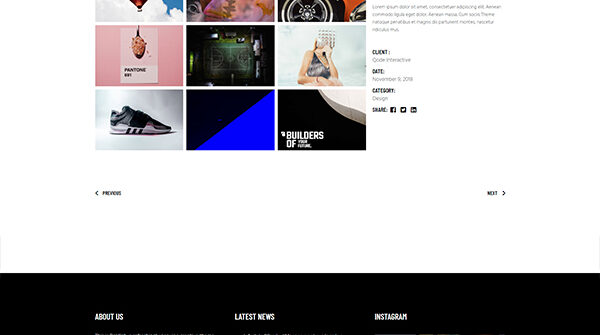 Lorem ipsum dolor sit amet, consectetuer adipiscing elit. Aenean
commodo ligula eget dolor. Aenean massa. Cum sociis Theme
natoque penatibus et magnis dis parturient montes, nascetur
ridiculus mus.
CLIENT :
Qode Interactive
DATE:
November 9, 2018
CATEGORY:
Design
SHARE:
PANTONE
691
BUILDERS
OF YOUR
FUTURE.
PREVIOUS
NEXT
ABOUT US
LATEST NEWS
INSTAGRAM